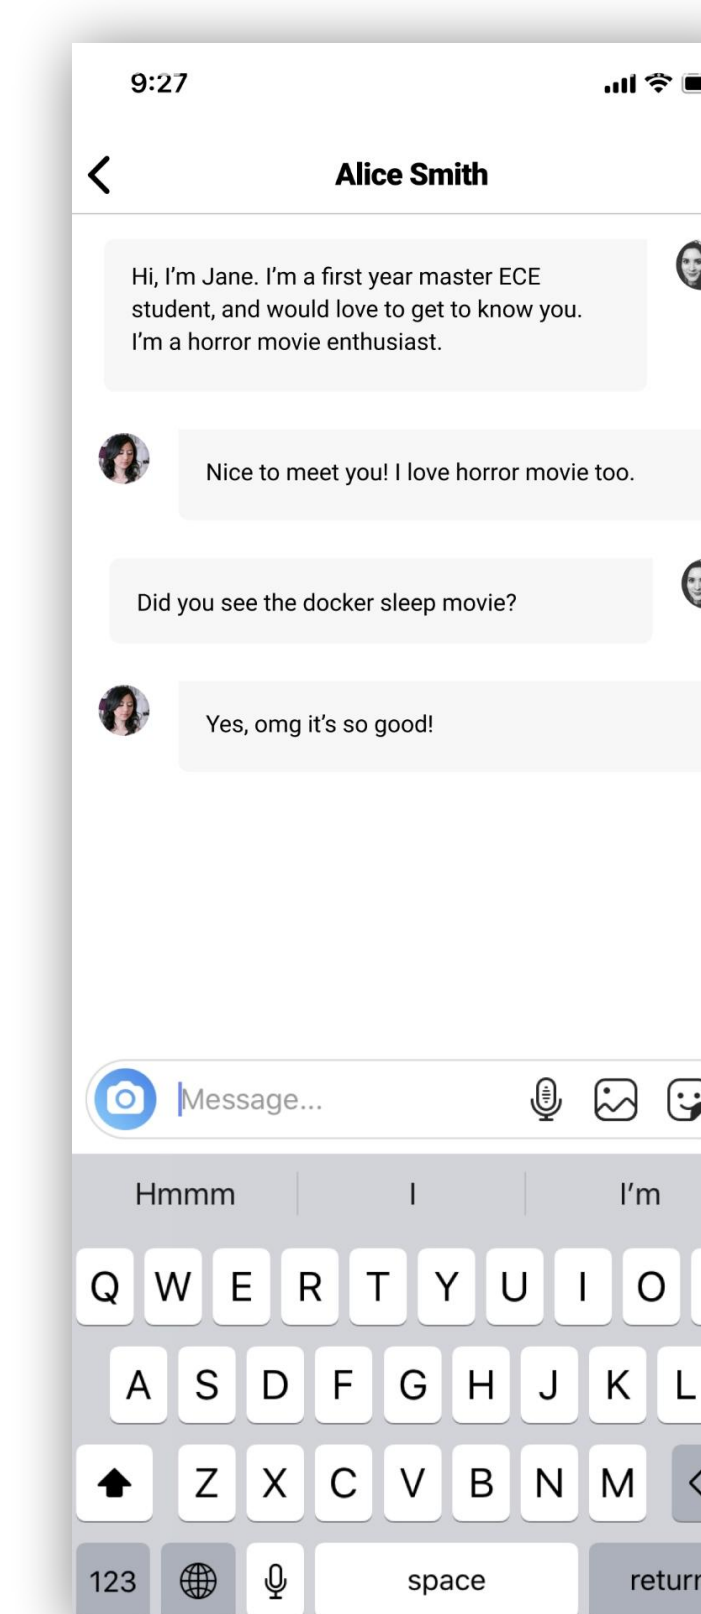 9:27
Alice Smith
Hi, I’m Jane. I’m a first year master ECE
student, and would love to get to know you.
I’m a horror movie enthusiast.
Nice to meet you! I love horror movie too.
Did you see the docker sleep movie?
Yes, omg it’s so good!
Message...
Hmmm I I’m
Q W E R T Y U I O
A S D F G H J K L
Z X C V B N M
123 space return